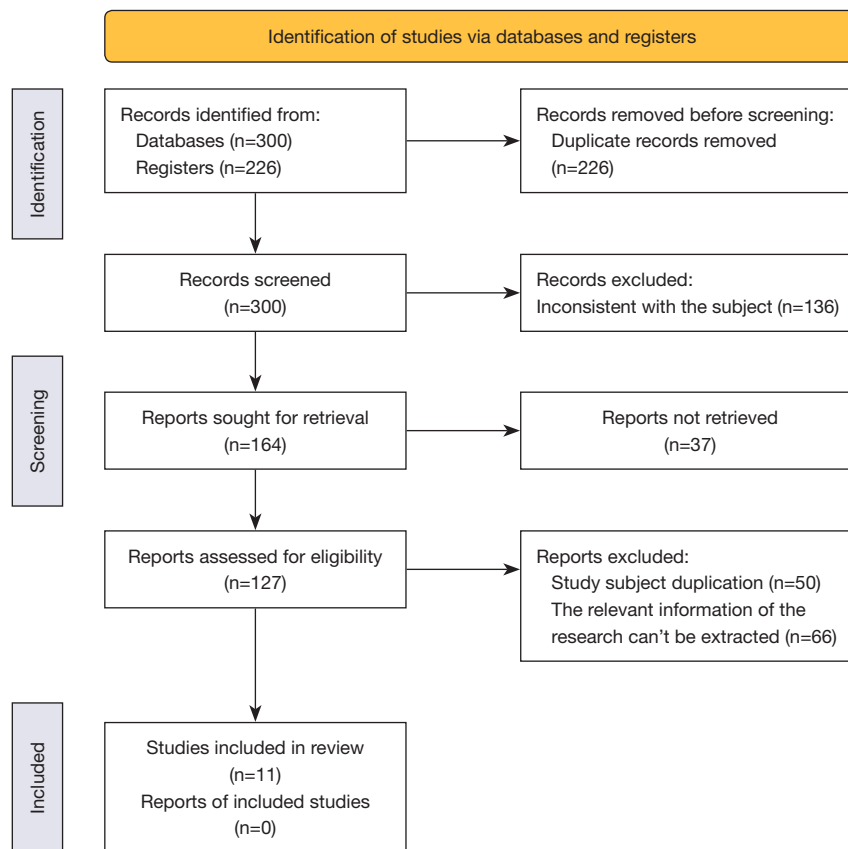 Identification of studies via databases and registers
Identification
Records identified from:
Databases (n=300)
Registers (n=226)
Records removed before screening:
Duplicate records removed
(n=226)
Records screened
(n=300)
Records excluded:
Inconsistent with the subject (n=136)
Screening
Reports sought for retrieval
(n=164)
Reports not retrieved
(n=37)
Reports assessed for eligibility
(n=127)
Reports excluded:
Study subject duplication (n=50)
The relevant information of the
research can’t be extracted (n=66)
Included
Studies included in review
(n=11)
Reports of included studies
(n=0)